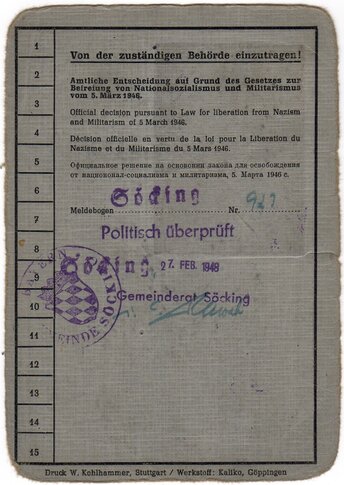 1
2
3
4
5
6
7
8
9
10
11
12
13
14
15
Von der zuständigen Behörde einzutragen!
Amtliche Entscheidung auf Grund des Gesetzes zur
Befreiung von Nationalsozialismus und Militarismus
vom 5. März 1946.
Official decision pursuant to Law for liberation from Nazism
and Militarism of 5 March 1946.
Décision officielle en vertu de la loi pour la Liberation du
Nazisme et du Militarisme du 5 Mars 1946.
Официальное решение на основании закона для освобождения
от национал-социализма и милитаризма, 5. Марта 1946 г.
Söcking
Meldebogen Nr.
Politisch überprüft
Söcking, 27. FEB. 1948
Gemeinderat Söcking
BAYERN
GEMEINDE SÖCKING
Druck W. Kohlhammer, Stuttgart / Werkstoff: Kaliko, Göppingen